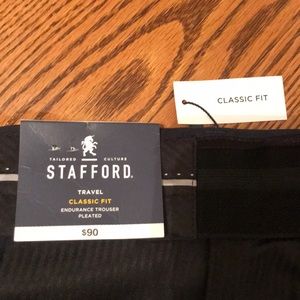 CLASSIC FIT
TAILORED CULTURE
STAFFORD.
TRAVEL
CLASSIC FIT
ENDURANCE TROUSER
PLEATED
$90